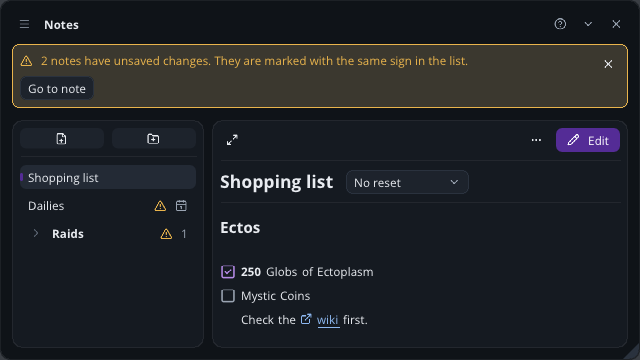 Notes
2 notes have unsaved changes. They are marked with the same sign in the list.
Go to note
Edit
Shopping list
Dailies
Raids 1
Shopping list No reset
Ectos
250 Globs of Ectoplasm
Mystic Coins
Check the wiki first.